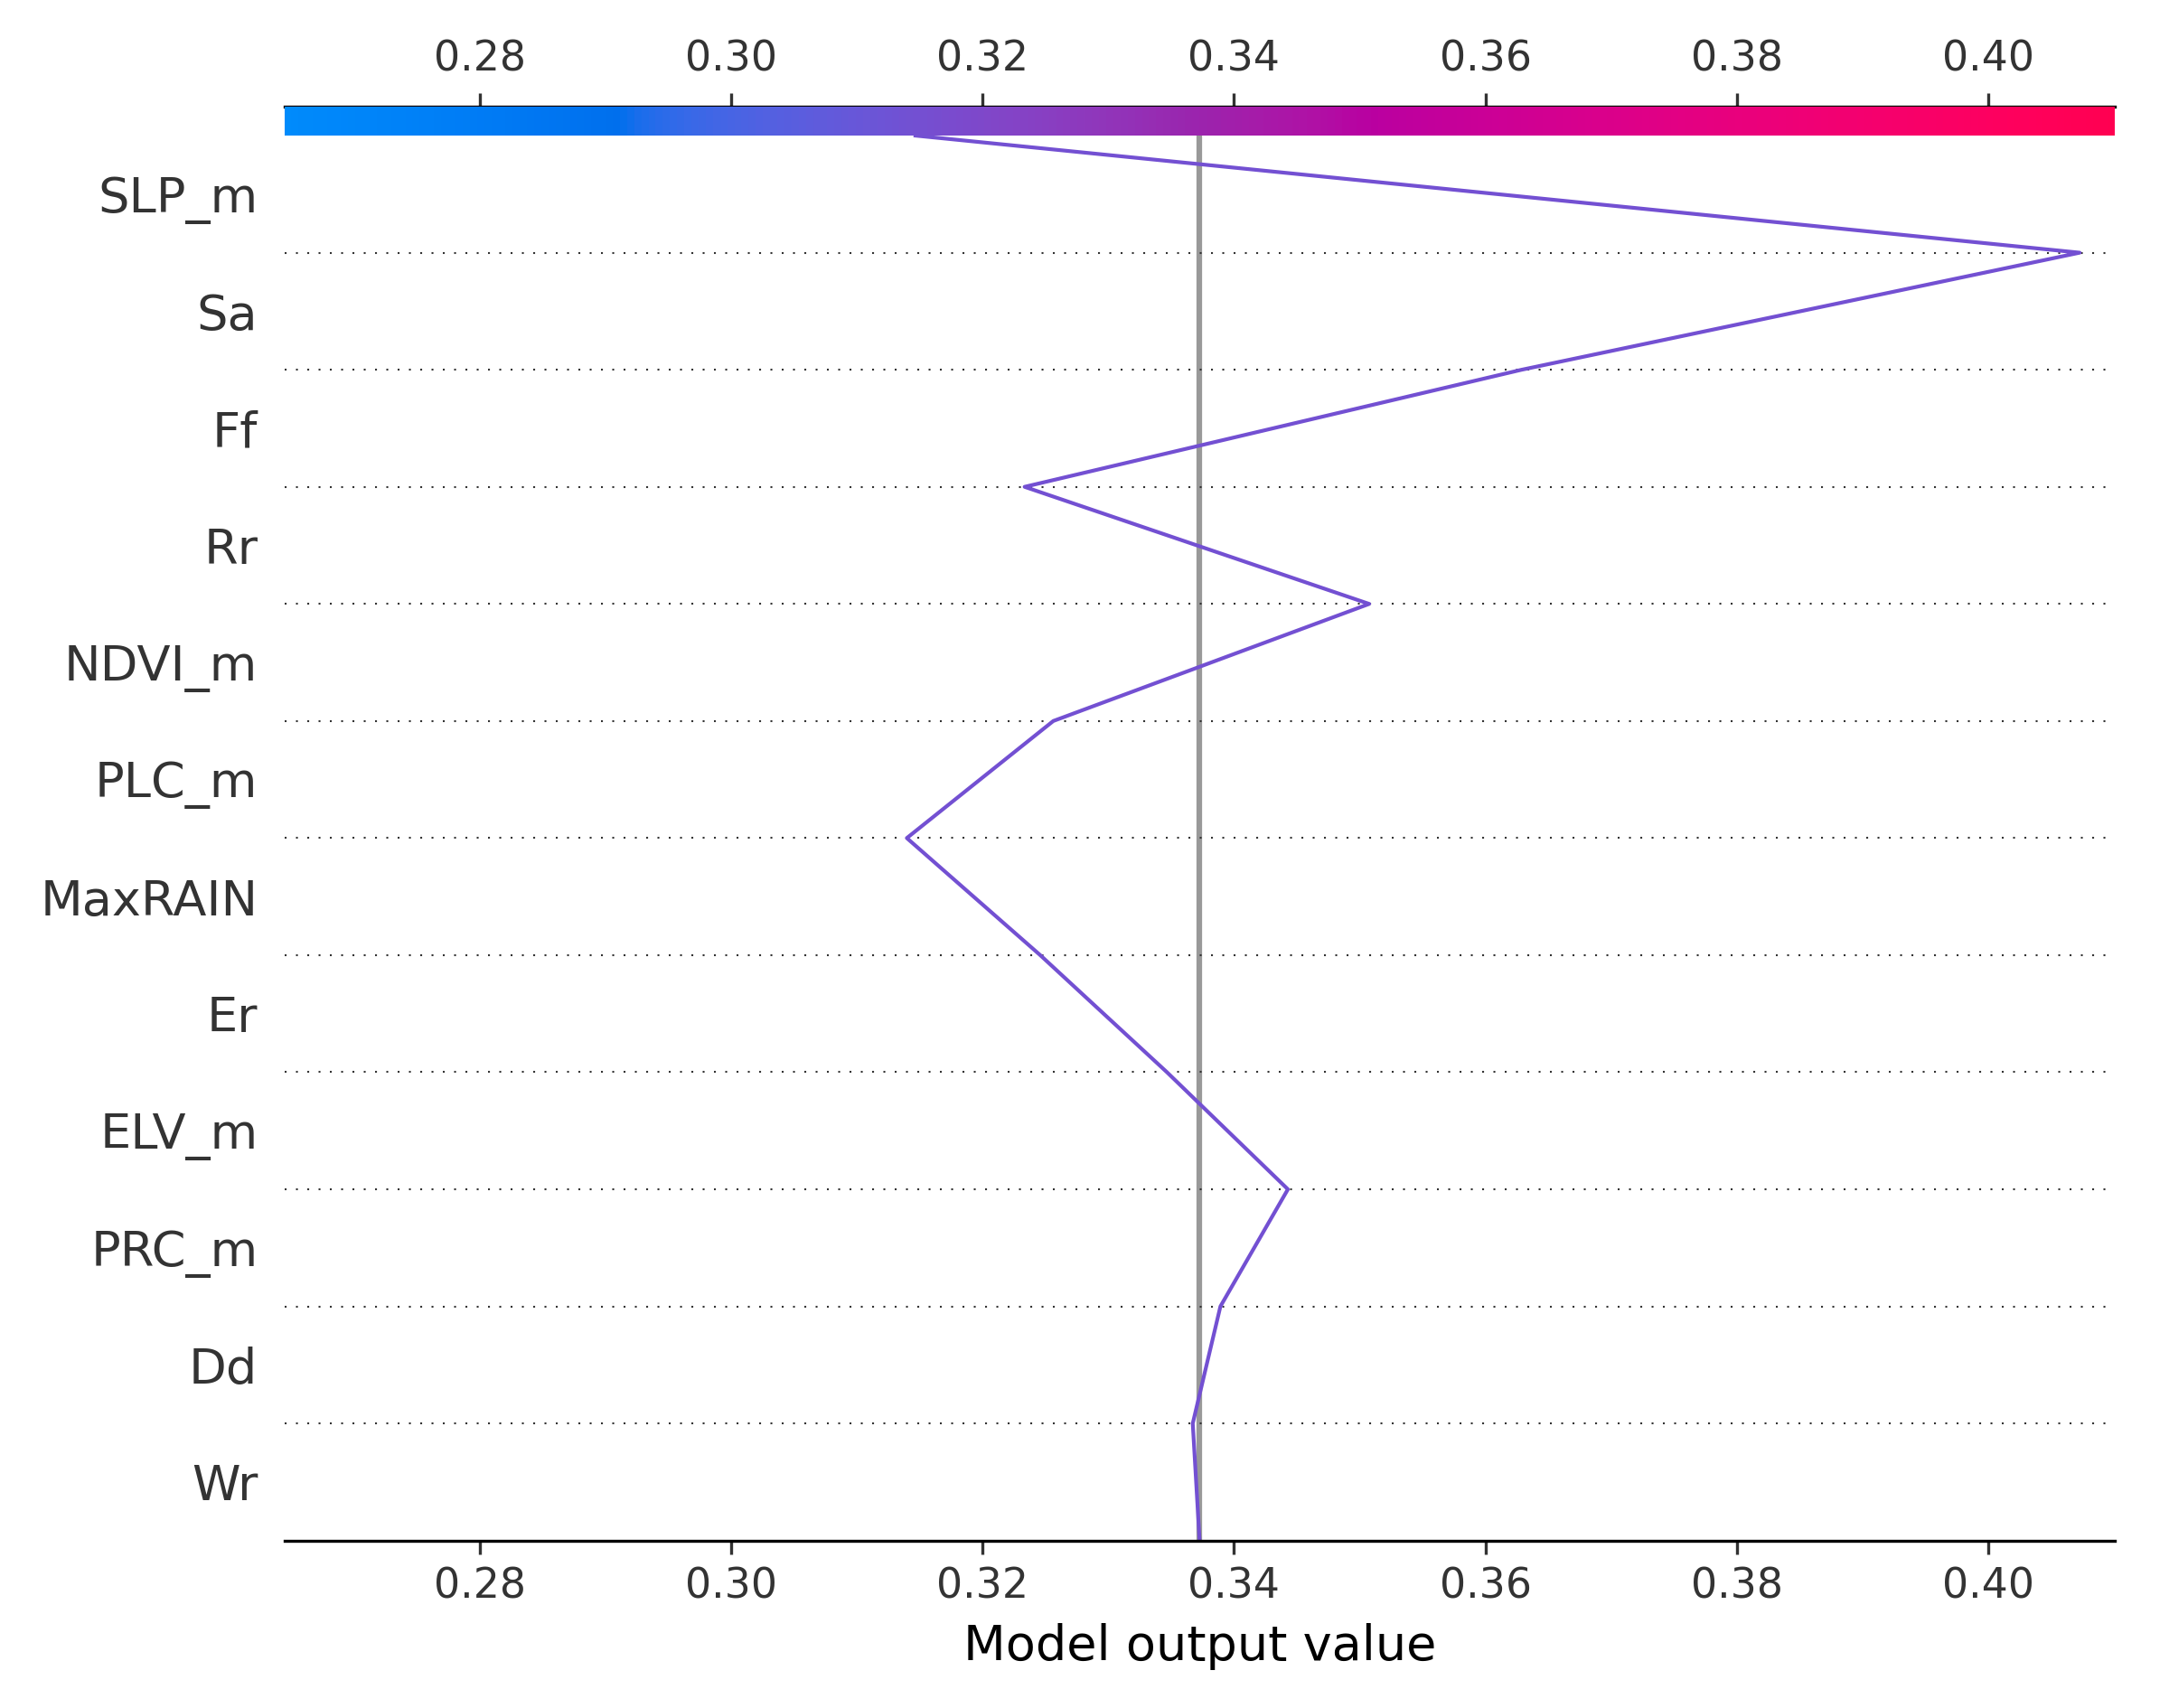 0.28 0.30 0.32 0.34 0.36 0.38 0.40
SLP_m
Sa
Ff
Rr
NDVI_m
PLC_m
MaxRAIN
Er
ELV_m
PRC_m
Dd
Wr
0.28 0.30 0.32 0.34 0.36 0.38 0.40
Model output value